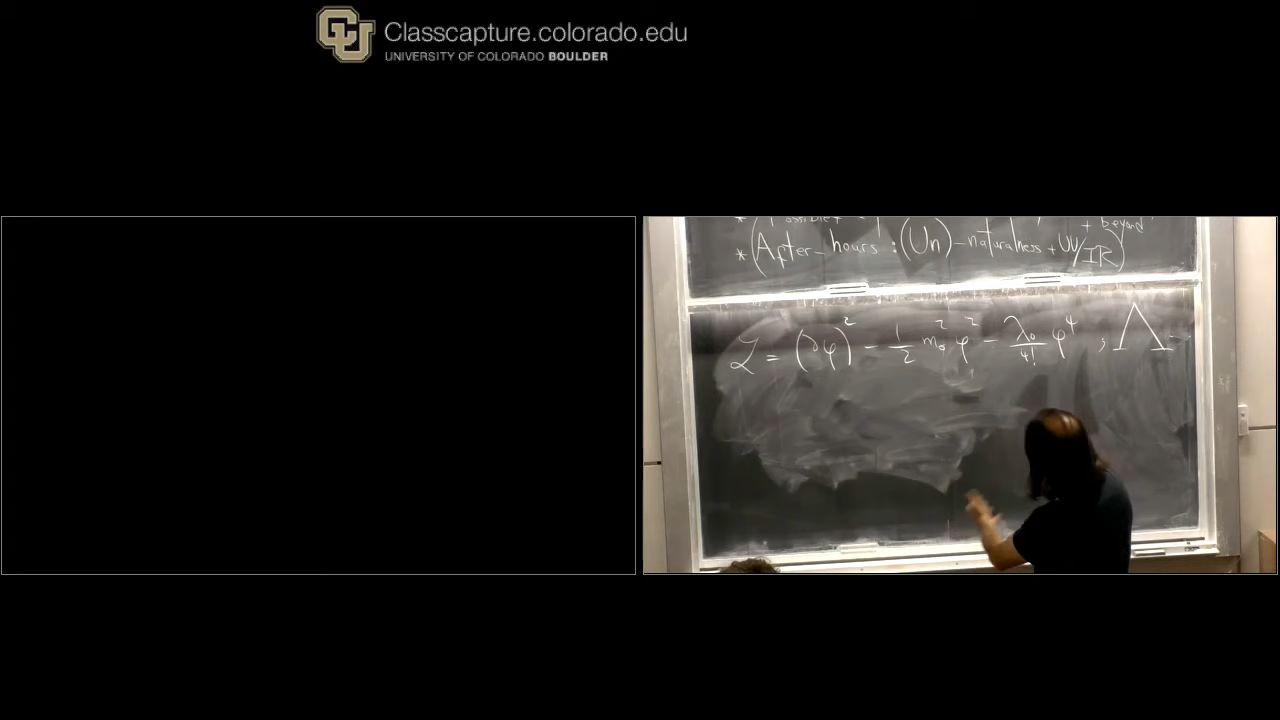 Classcapture.colorado.edu
UNIVERSITY OF COLORADO BOULDER
+ beyond
* (After-hours: (Un)-naturalness + UV/IR)
ℒ = (∂φ)² - 1/2 m₀² φ² - λ₀/4! φ⁴ , Λ